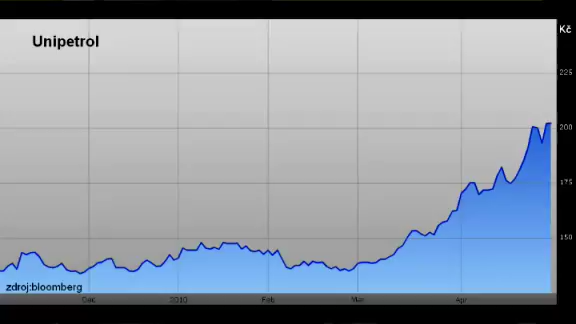 Kč
Unipetrol
225
200
175
150
zdroj:bloomberg
Dec 2010 Feb Mar Apr